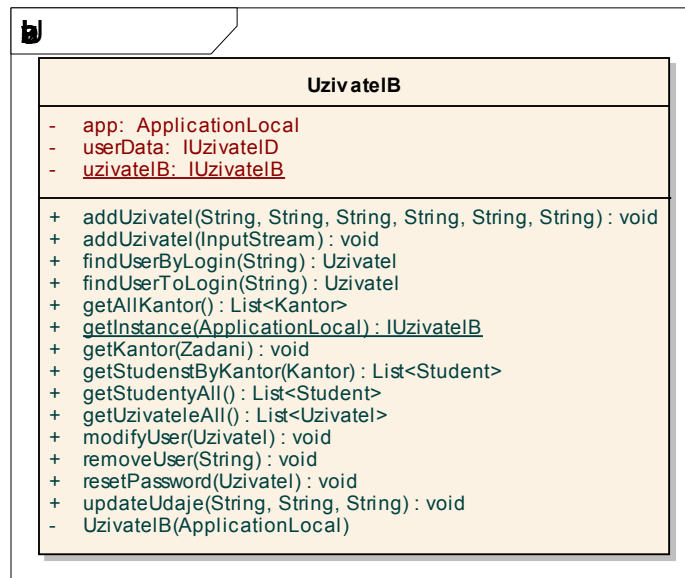 UzivatelB
- app: ApplicationLocal
- userData: IUzivatelD
- uzivatelB: IUzivatelB
+ addUzivatel(String, String, String, String, String, String) : void
+ addUzivatel(InputStream) : void
+ findUserByLogin(String) : Uzivatel
+ findUserToLogin(String) : Uzivatel
+ getAllKantor() : List<Kantor>
+ getInstance(ApplicationLocal) : IUzivatelB
+ getKantor(Zadani) : void
+ getStudenstByKantor(Kantor) : List<Student>
+ getStudentyAll() : List<Student>
+ getUzivateleAll() : List<Uzivatel>
+ modifyUser(Uzivatel) : void
+ removeUser(String) : void
+ resetPassword(Uzivatel) : void
+ updateUdaje(String, String, String) : void
- UzivatelB(ApplicationLocal)